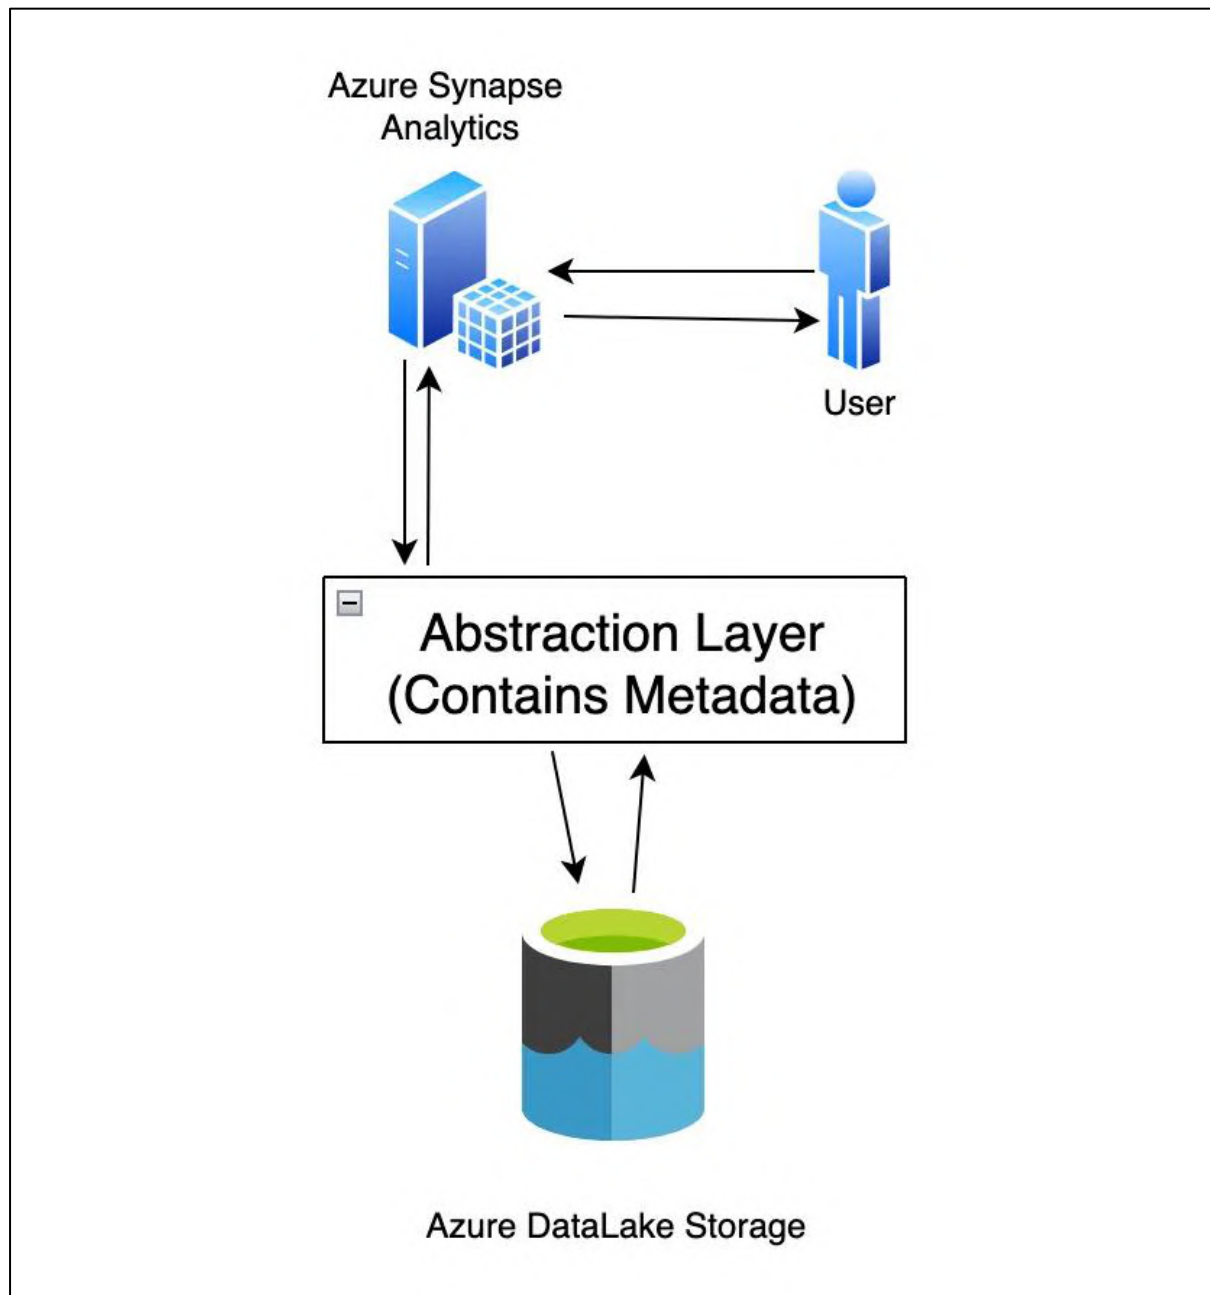 Azure Synapse
Analytics
User
Abstraction Layer
(Contains Metadata)
Azure DataLake Storage